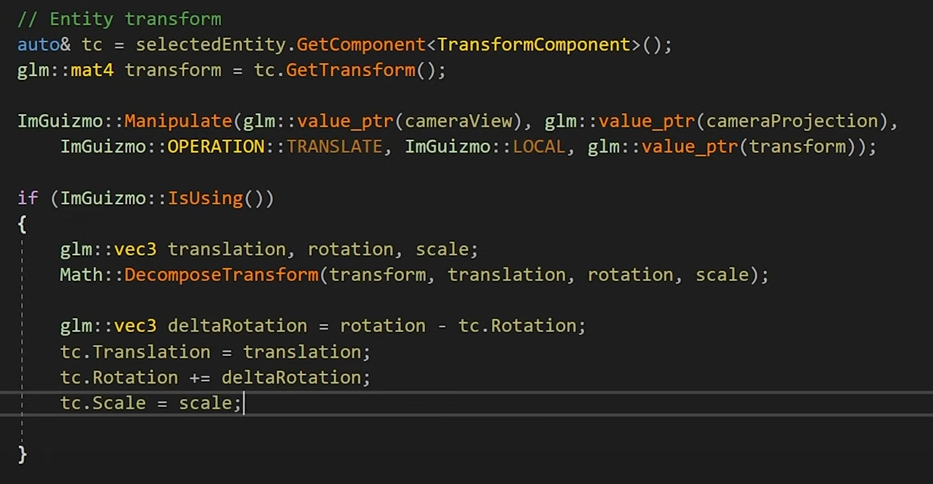 // Entity transform
auto& tc = selectedEntity.GetComponent<TransformComponent>();
glm::mat4 transform = tc.GetTransform();
ImGuizmo::Manipulate(glm::value_ptr(cameraView), glm::value_ptr(cameraProjection),
ImGuizmo::OPERATION::TRANSLATE, ImGuizmo::LOCAL, glm::value_ptr(transform));
if (ImGuizmo::IsUsing())
{
glm::vec3 translation, rotation, scale;
Math::DecomposeTransform(transform, translation, rotation, scale);
glm::vec3 deltaRotation = rotation - tc.Rotation;
tc.Translation = translation;
tc.Rotation += deltaRotation;
tc.Scale = scale;
}